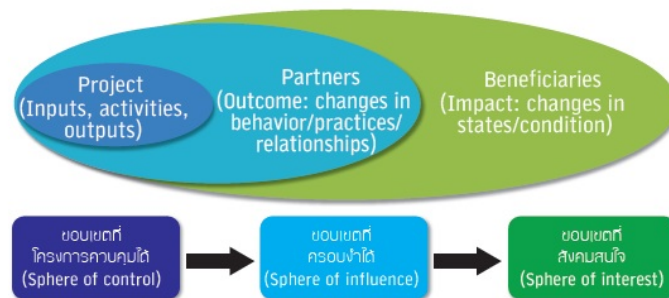 Project
(Inputs, activities,
outputs)
Partners
(Outcome: changes in
behavior/practices/
relationships)
Beneficiaries
(Impact: changes in
states/condition)
ขอบเขตที่
โครงการควบคุมได้
(Sphere of control)
ขอบเขตที่
ครอบงำได้
(Sphere of influence)
ขอบเขตที่
สังคมสนใจ
(Sphere of interest)